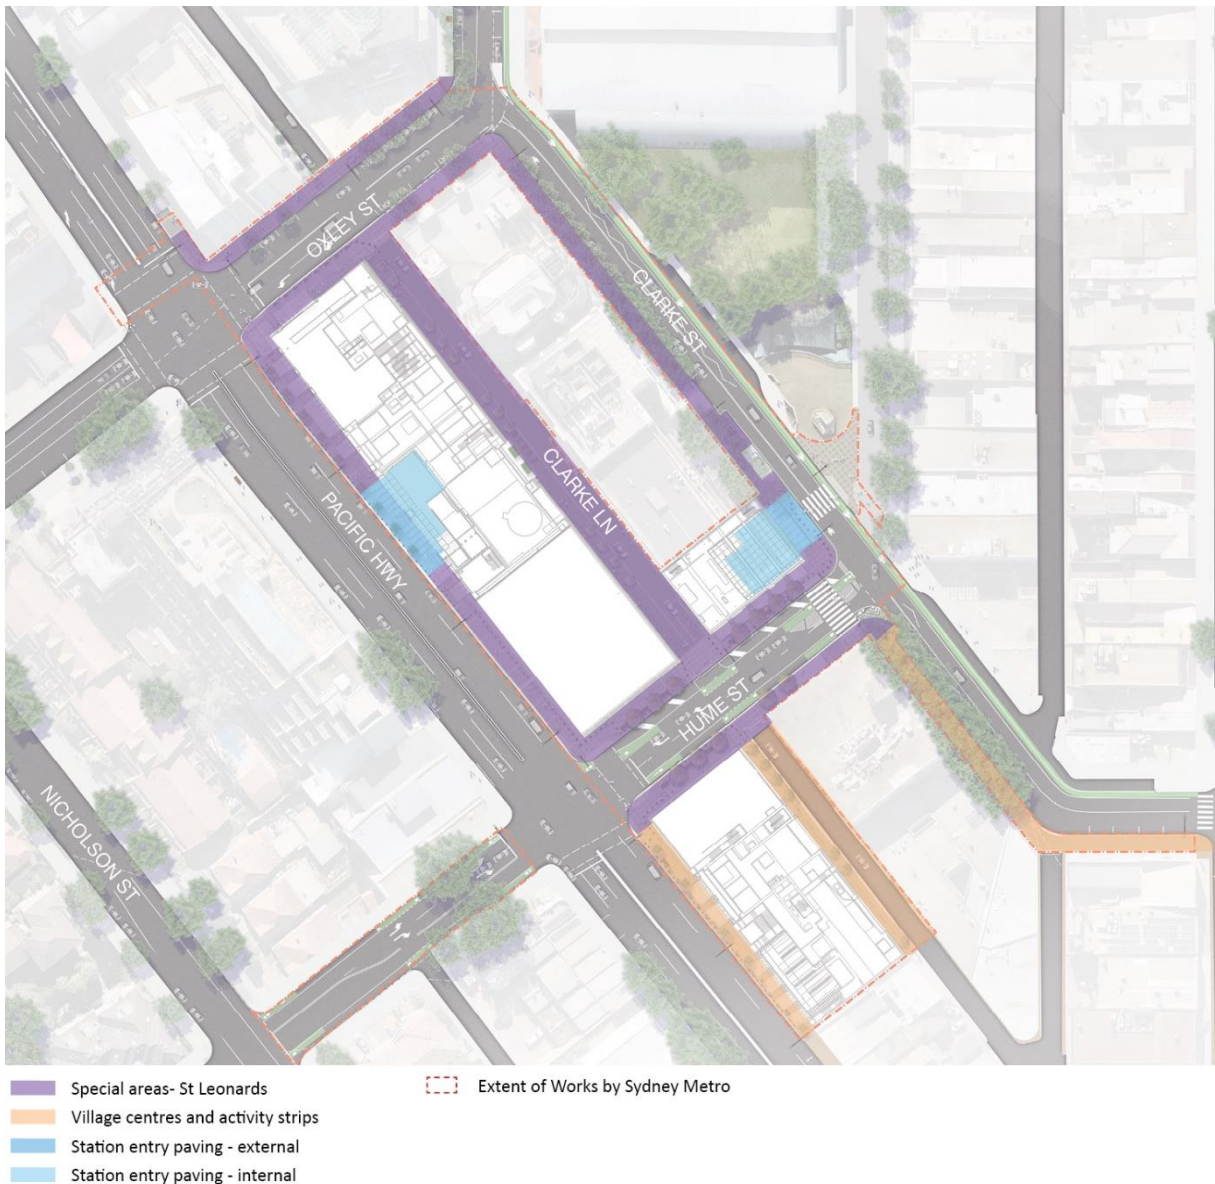 OXLEY ST
CLARKE ST
CLARKE LN
PACIFIC HWY
HUME ST
NICHOLSON ST
Special areas- St Leonards
Extent of Works by Sydney Metro
Village centres and activity strips
Station entry paving - external
Station entry paving - internal